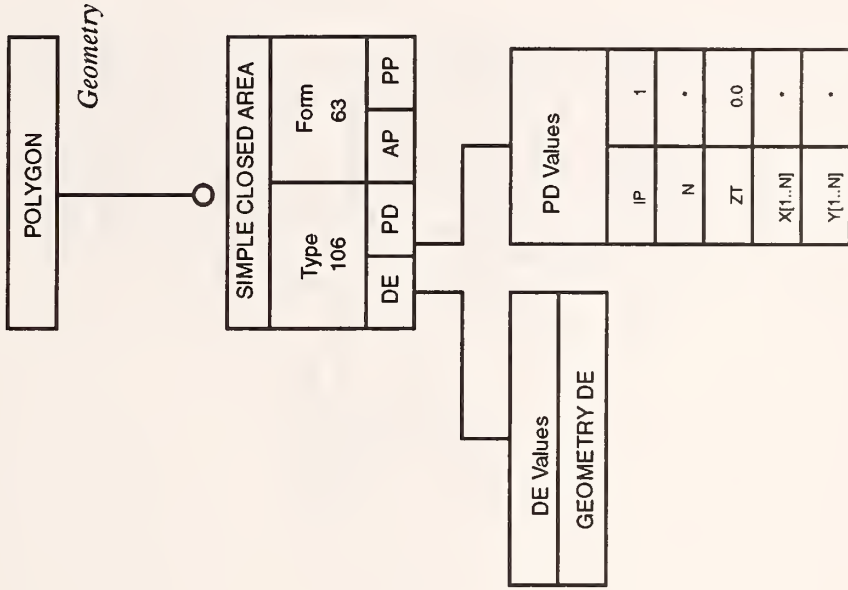 POLYGON
Geometry
SIMPLE CLOSED AREA
Type
106
Form
63
DE PD AP PP
DE Values
GEOMETRY DE
PD Values
IP 1
N *
ZT 0.0
X[1..N] *
Y[1..N] *